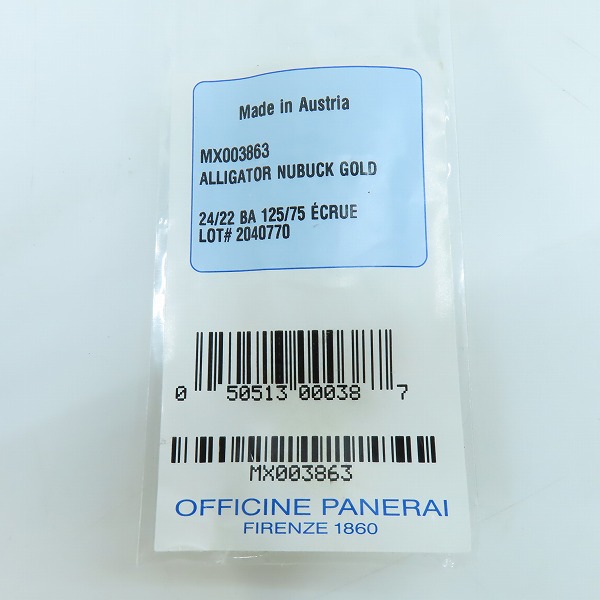 Made in Austria
MX003863
ALLIGATOR NUBUCK GOLD
24/22 BA 125/75 ÉCRUE
LOT# 2040770
0 50513 00038 7
MX003863
OFFICINE PANERAI
FIRENZE 1860